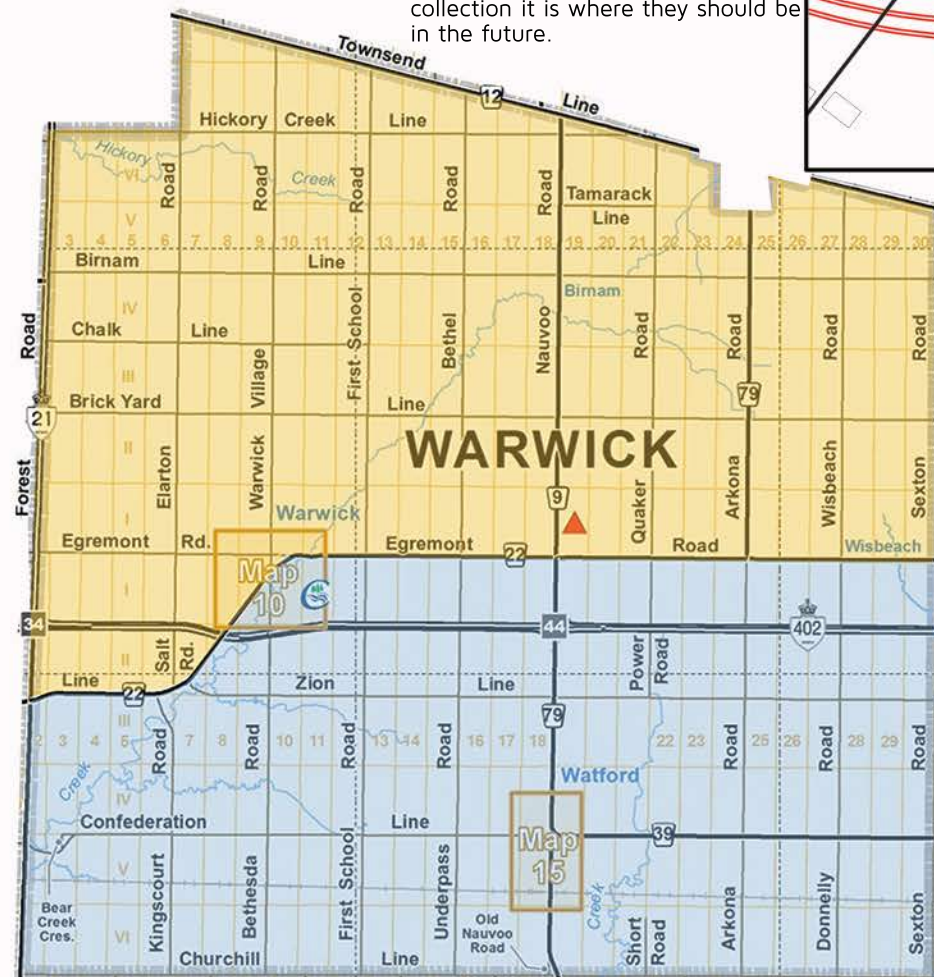 collection it is where they should be
in the future.
Townsend
12
Line
Hickory Creek Line
Hickory
Creek
VI
Road
Road
Road
Road
Road
Tamarack
Line
V
3 4 5 6 7 8 9 10 11 12 13 14 15 16 17 18 19 20 21 22 23 24 25 26 27 28 29 30
Birnam Line
Birnam
IV
Chalk Line
Road
Village
First School
Bethel
Nauvoo
Road
Road
Road
Road
III
Brick Yard Line
79
21
Forest
WARWICK
II
Elarton
Warwick
9
Quaker
Arkona
Wisbeach
Sexton
Warwick
I
Egremont Rd.
Egremont
22
Road
Wisbeach
Map
10
I
34
44
402
II
Salt
Rd.
Power
Road
Line
22
Zion Line
79
III
2 3 4 5 7 8 10 11 13 14 16 17 18 22 23 25 26 28 29
Road
Road
Road
Road
Road
Road
Road
Watford
Creek
IV
Confederation Line
39
Map
15
V
Bear
Creek
Cres.
Kingscourt
Bethesda
First School
Underpass
Old
Nauvoo
Road
Creek
Short
Road
Arkona
Donnelly
Sexton
VI
Churchill Line